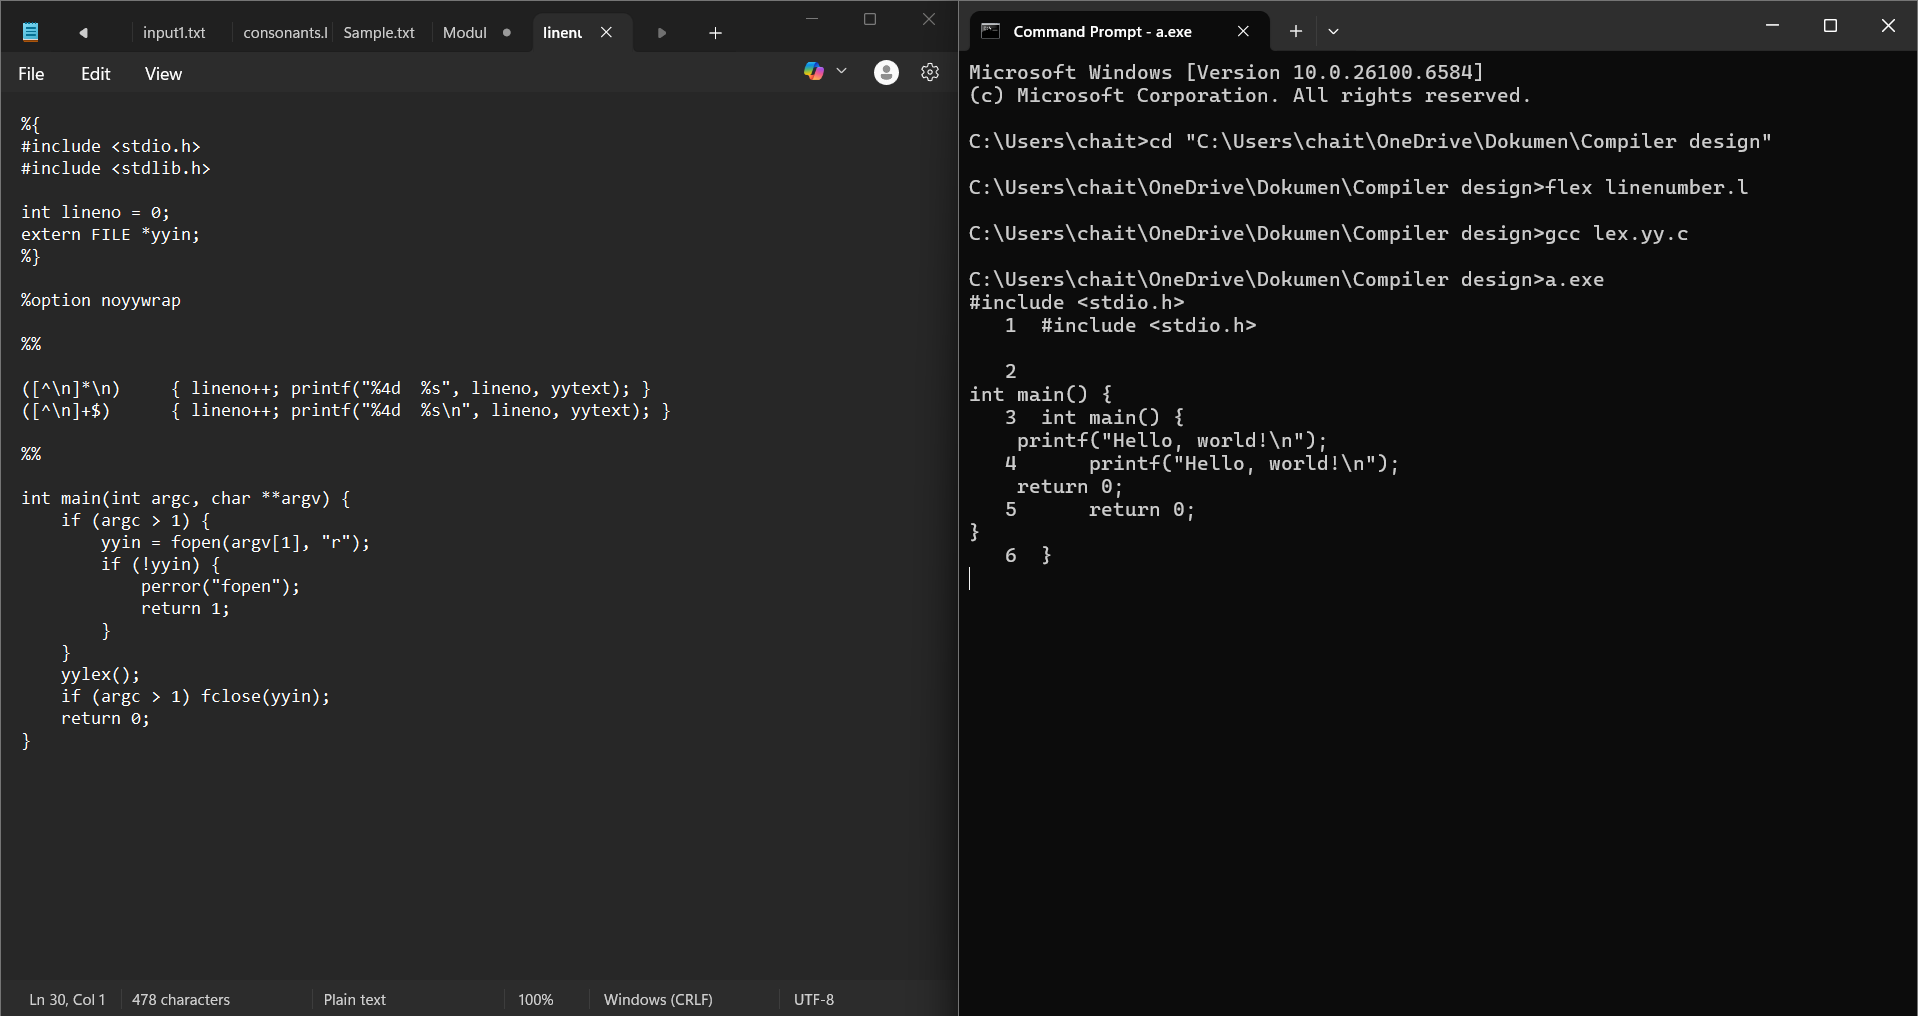 input1.txt
consonants.l
Sample.txt
Modul
linenu
File
Edit
View
%{
#include <stdio.h>
#include <stdlib.h>
int lineno = 0;
extern FILE *yyin;
%}
%option noyywrap
%%
([^\n]*\n)     { lineno++; printf("%4d  %s", lineno, yytext); }
([^\n]+$)      { lineno++; printf("%4d  %s\n", lineno, yytext); }
%%
int main(int argc, char **argv) {
    if (argc > 1) {
        yyin = fopen(argv[1], "r");
        if (!yyin) {
            perror("fopen");
            return 1;
        }
    }
    yylex();
    if (argc > 1) fclose(yyin);
    return 0;
}
Ln 30, Col 1
478 characters
Plain text
100%
Windows (CRLF)
UTF-8
Command Prompt - a.exe
Microsoft Windows [Version 10.0.26100.6584]
(c) Microsoft Corporation. All rights reserved.
C:\Users\chait>cd "C:\Users\chait\OneDrive\Dokumen\Compiler design"
C:\Users\chait\OneDrive\Dokumen\Compiler design>flex linenumber.l
C:\Users\chait\OneDrive\Dokumen\Compiler design>gcc lex.yy.c
C:\Users\chait\OneDrive\Dokumen\Compiler design>a.exe
#include <stdio.h>
   1  #include <stdio.h>
   2
int main() {
   3  int main() {
    printf("Hello, world!\n");
   4      printf("Hello, world!\n");
    return 0;
   5      return 0;
}
   6  }